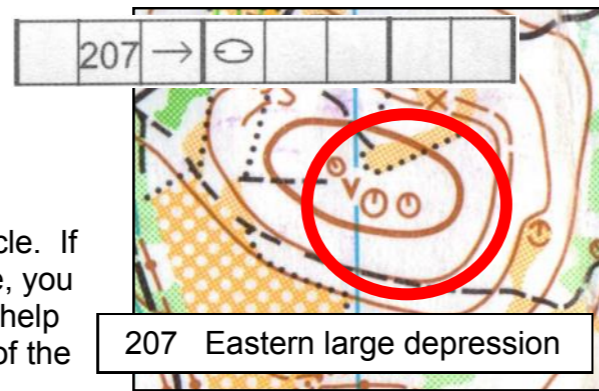 207
cle. If
e, you
help
of the
207 Eastern large depression